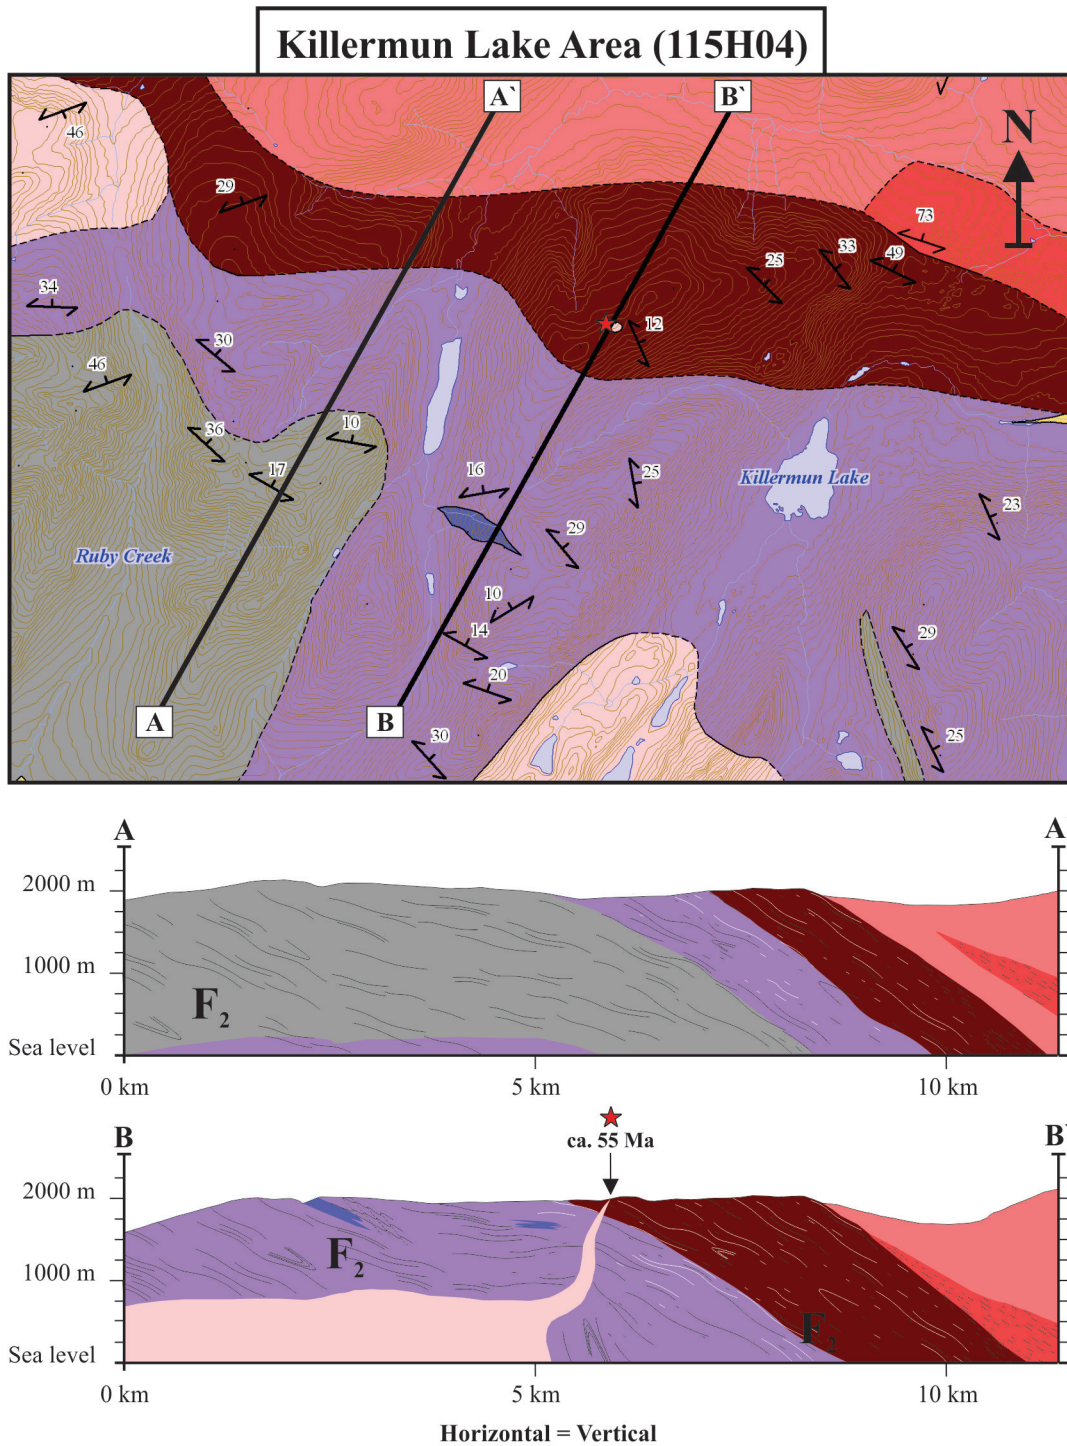 Killermun Lake Area (115H04)
A`
B`
N
46
29
73
33
49
25
34
12
30
46
36
10
17
16
25
Killermun Lake
23
29
Ruby Creek
10
14
29
20
A
B
30
25
A
A`
2000 m
1000 m
F2
Sea level
0 km
5 km
10 km
B
ca. 55 Ma
B`
2000 m
F2
1000 m
F2
Sea level
0 km
5 km
10 km
Horizontal = Vertical